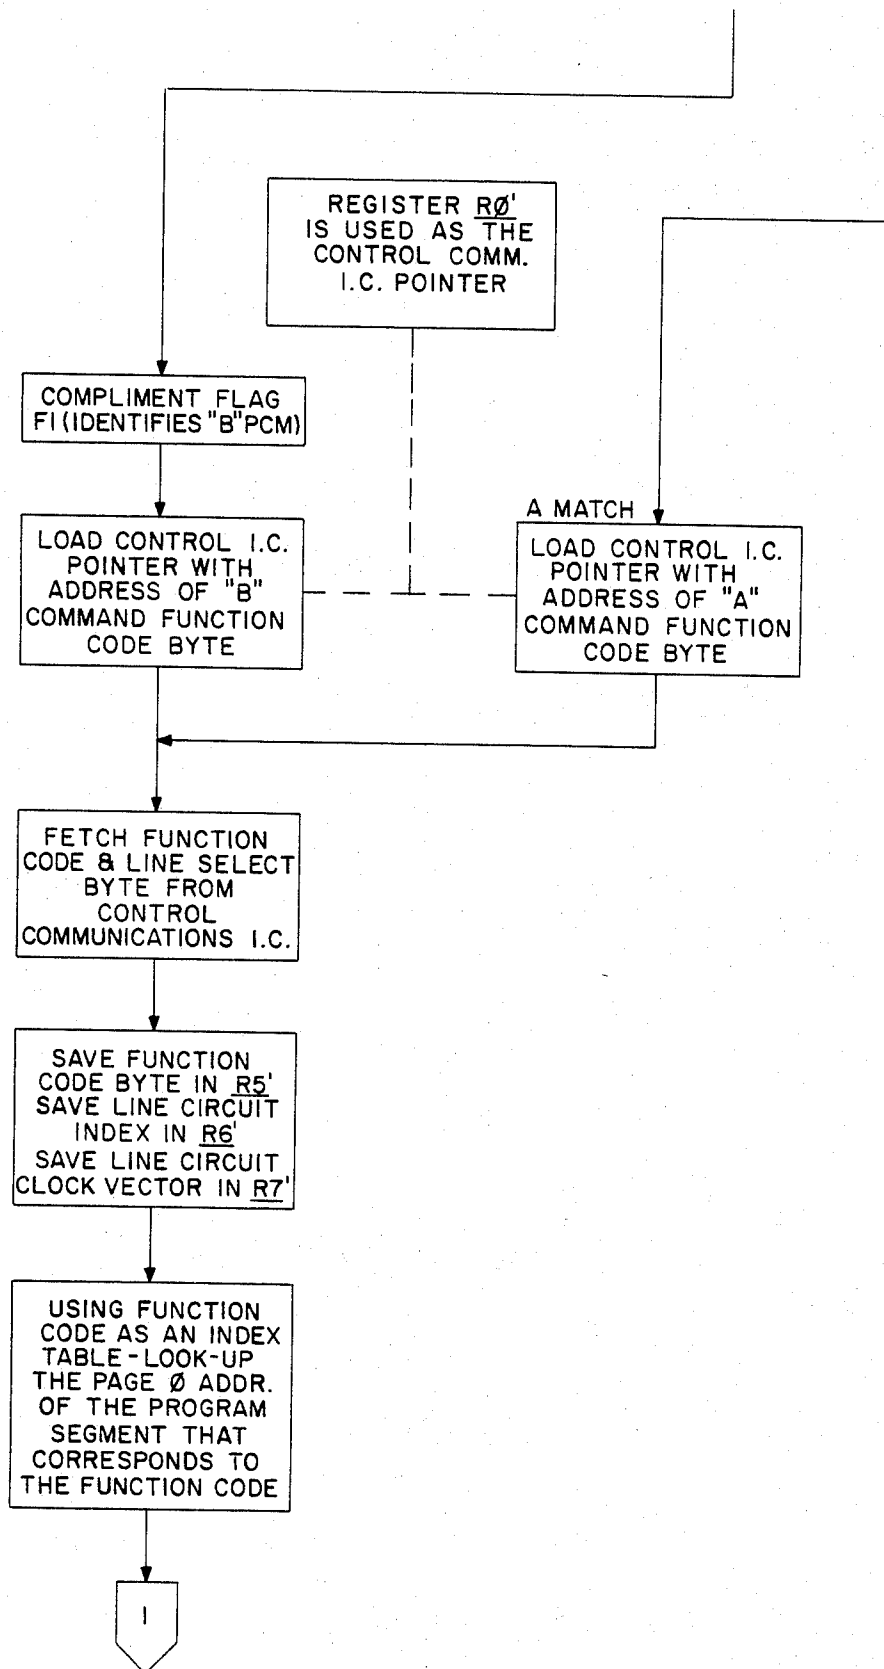 REGISTER RØ'
IS USED AS THE
CONTROL COMM.
I.C. POINTER
COMPLIMENT FLAG
F1 (IDENTIFIES "B" PCM)
LOAD CONTROL I.C.
POINTER WITH
ADDRESS OF "B"
COMMAND FUNCTION
CODE BYTE
A MATCH
LOAD CONTROL I.C.
POINTER WITH
ADDRESS OF "A"
COMMAND FUNCTION
CODE BYTE
FETCH FUNCTION
CODE & LINE SELECT
BYTE FROM
CONTROL
COMMUNICATIONS I.C.
SAVE FUNCTION
CODE BYTE IN R5'
SAVE LINE CIRCUIT
INDEX IN R6'
SAVE LINE CIRCUIT
CLOCK VECTOR IN R7'
USING FUNCTION
CODE AS AN INDEX
TABLE-LOOK-UP
THE PAGE Ø ADDR.
OF THE PROGRAM
SEGMENT THAT
CORRESPONDS TO
THE FUNCTION CODE
1